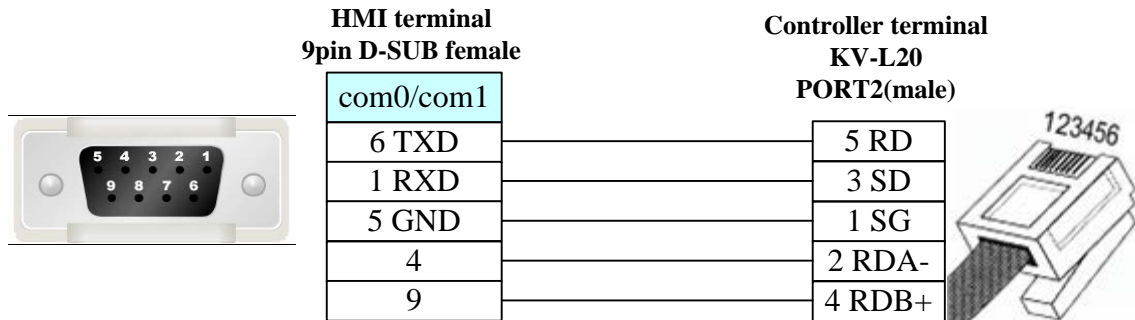 HMI terminal
9pin D-SUB female
Controller terminal
KV-L20
PORT2(male)
com0/com1
6 TXD
5 RD
1 RXD
3 SD
5 GND
1 SG
4
2 RDA-
9
4 RDB+
5 4 3 2 1
9 8 7 6
123456